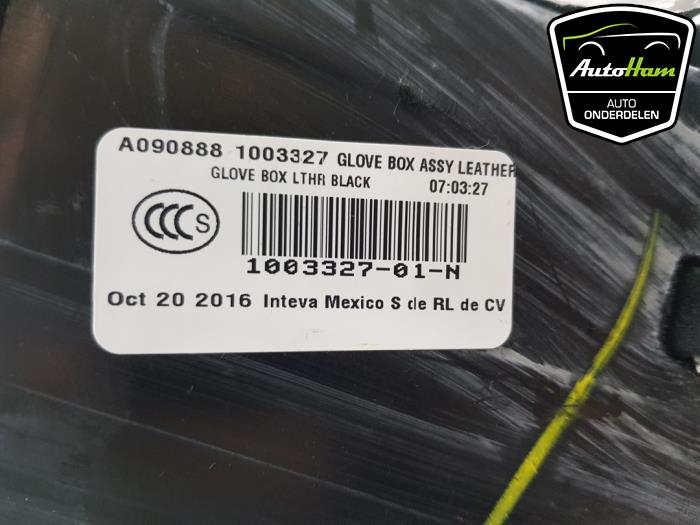 AutoHam
AUTO
ONDERDELEN
A090888 1003327 GLOVE BOX ASSY LEATHER
GLOVE BOX LTHR BLACK 07:03:27
CCC S
1003327-01-N
Oct 20 2016 Inteva Mexico S de RL de CV